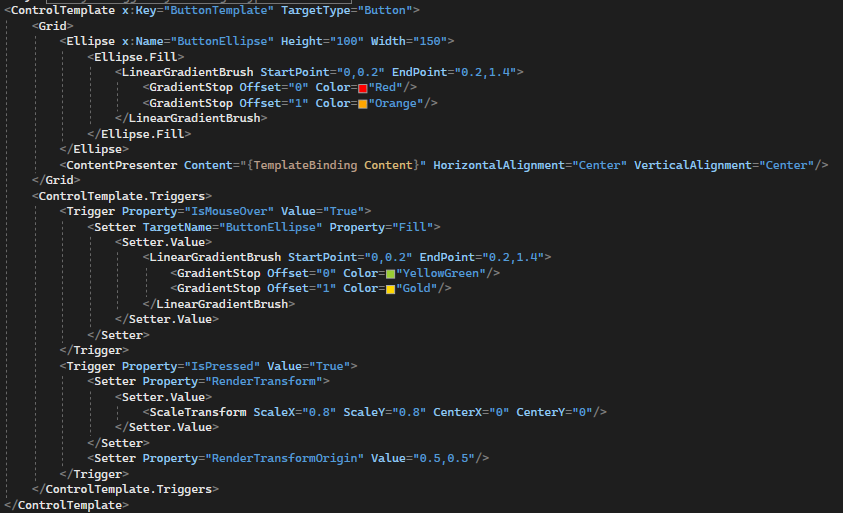 <ControlTemplate x:Key="ButtonTemplate" TargetType="Button">
    <Grid>
        <Ellipse x:Name="ButtonEllipse" Height="100" Width="150">
            <Ellipse.Fill>
                <LinearGradientBrush StartPoint="0,0.2" EndPoint="0.2,1.4">
                    <GradientStop Offset="0" Color="Red"/>
                    <GradientStop Offset="1" Color="Orange"/>
                </LinearGradientBrush>
            </Ellipse.Fill>
        </Ellipse>
        <ContentPresenter Content="{TemplateBinding Content}" HorizontalAlignment="Center" VerticalAlignment="Center"/>
    </Grid>
    <ControlTemplate.Triggers>
        <Trigger Property="IsMouseOver" Value="True">
            <Setter TargetName="ButtonEllipse" Property="Fill">
                <Setter.Value>
                    <LinearGradientBrush StartPoint="0,0.2" EndPoint="0.2,1.4">
                        <GradientStop Offset="0" Color="YellowGreen"/>
                        <GradientStop Offset="1" Color="Gold"/>
                    </LinearGradientBrush>
                </Setter.Value>
            </Setter>
        </Trigger>
        <Trigger Property="IsPressed" Value="True">
            <Setter Property="RenderTransform">
                <Setter.Value>
                    <ScaleTransform ScaleX="0.8" ScaleY="0.8" CenterX="0" CenterY="0"/>
                </Setter.Value>
            </Setter>
            <Setter Property="RenderTransformOrigin" Value="0.5,0.5"/>
        </Trigger>
    </ControlTemplate.Triggers>
</ControlTemplate>